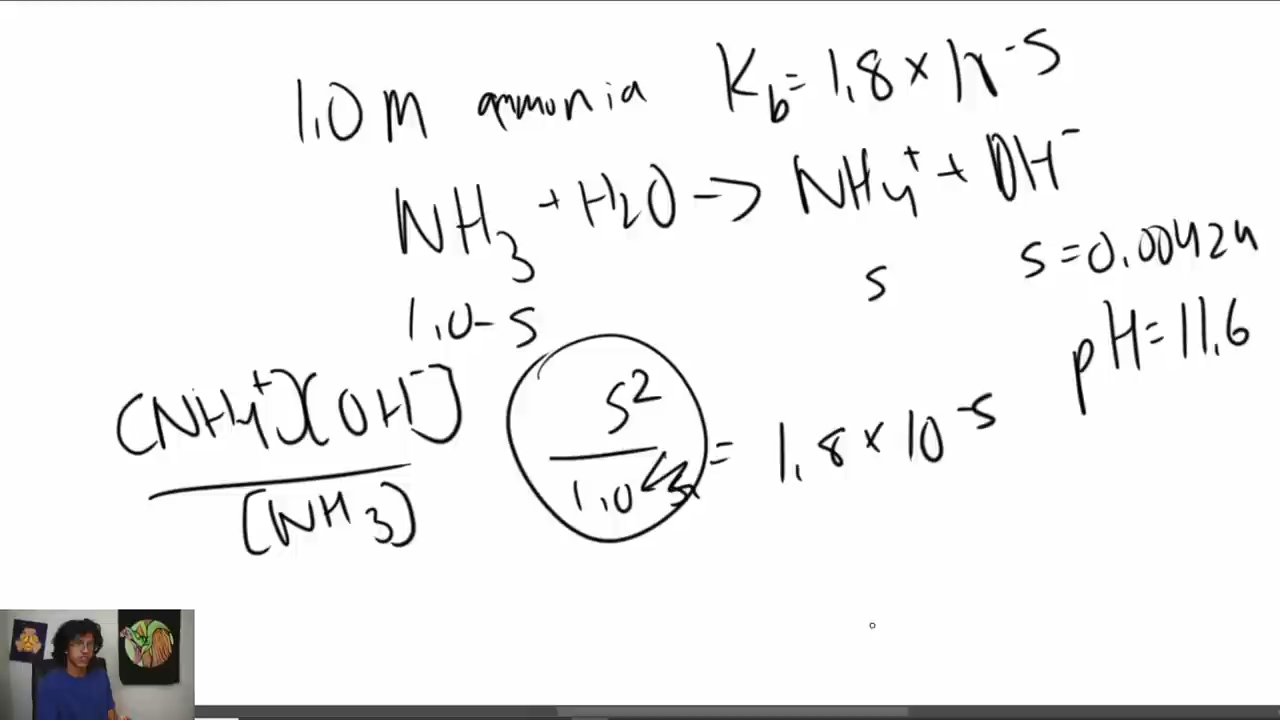 1.0 M ammonia Kb = 1.8 × 10^-5
NH3 + H2O → NH4+ + OH-
s s = 0.00424
1.0 - s pH = 11.6
[NH4+][OH-] / [NH3] s^2 / 1.0 - s = 1.8 × 10^-5